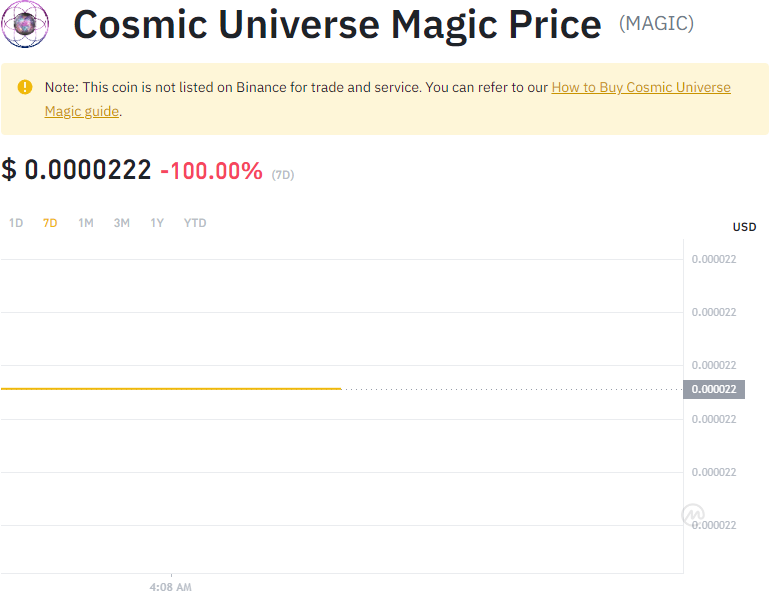 Cosmic Universe Magic Price (MAGIC)
Note: This coin is not listed on Binance for trade and service. You can refer to our How to Buy Cosmic Universe
Magic guide.
$ 0.0000222 -100.00% (7D)
1D 7D 1M 3M 1Y YTD
USD
0.000022
0.000022
0.000022
0.000022
0.000022
0.000022
0.000022
4:08 AM